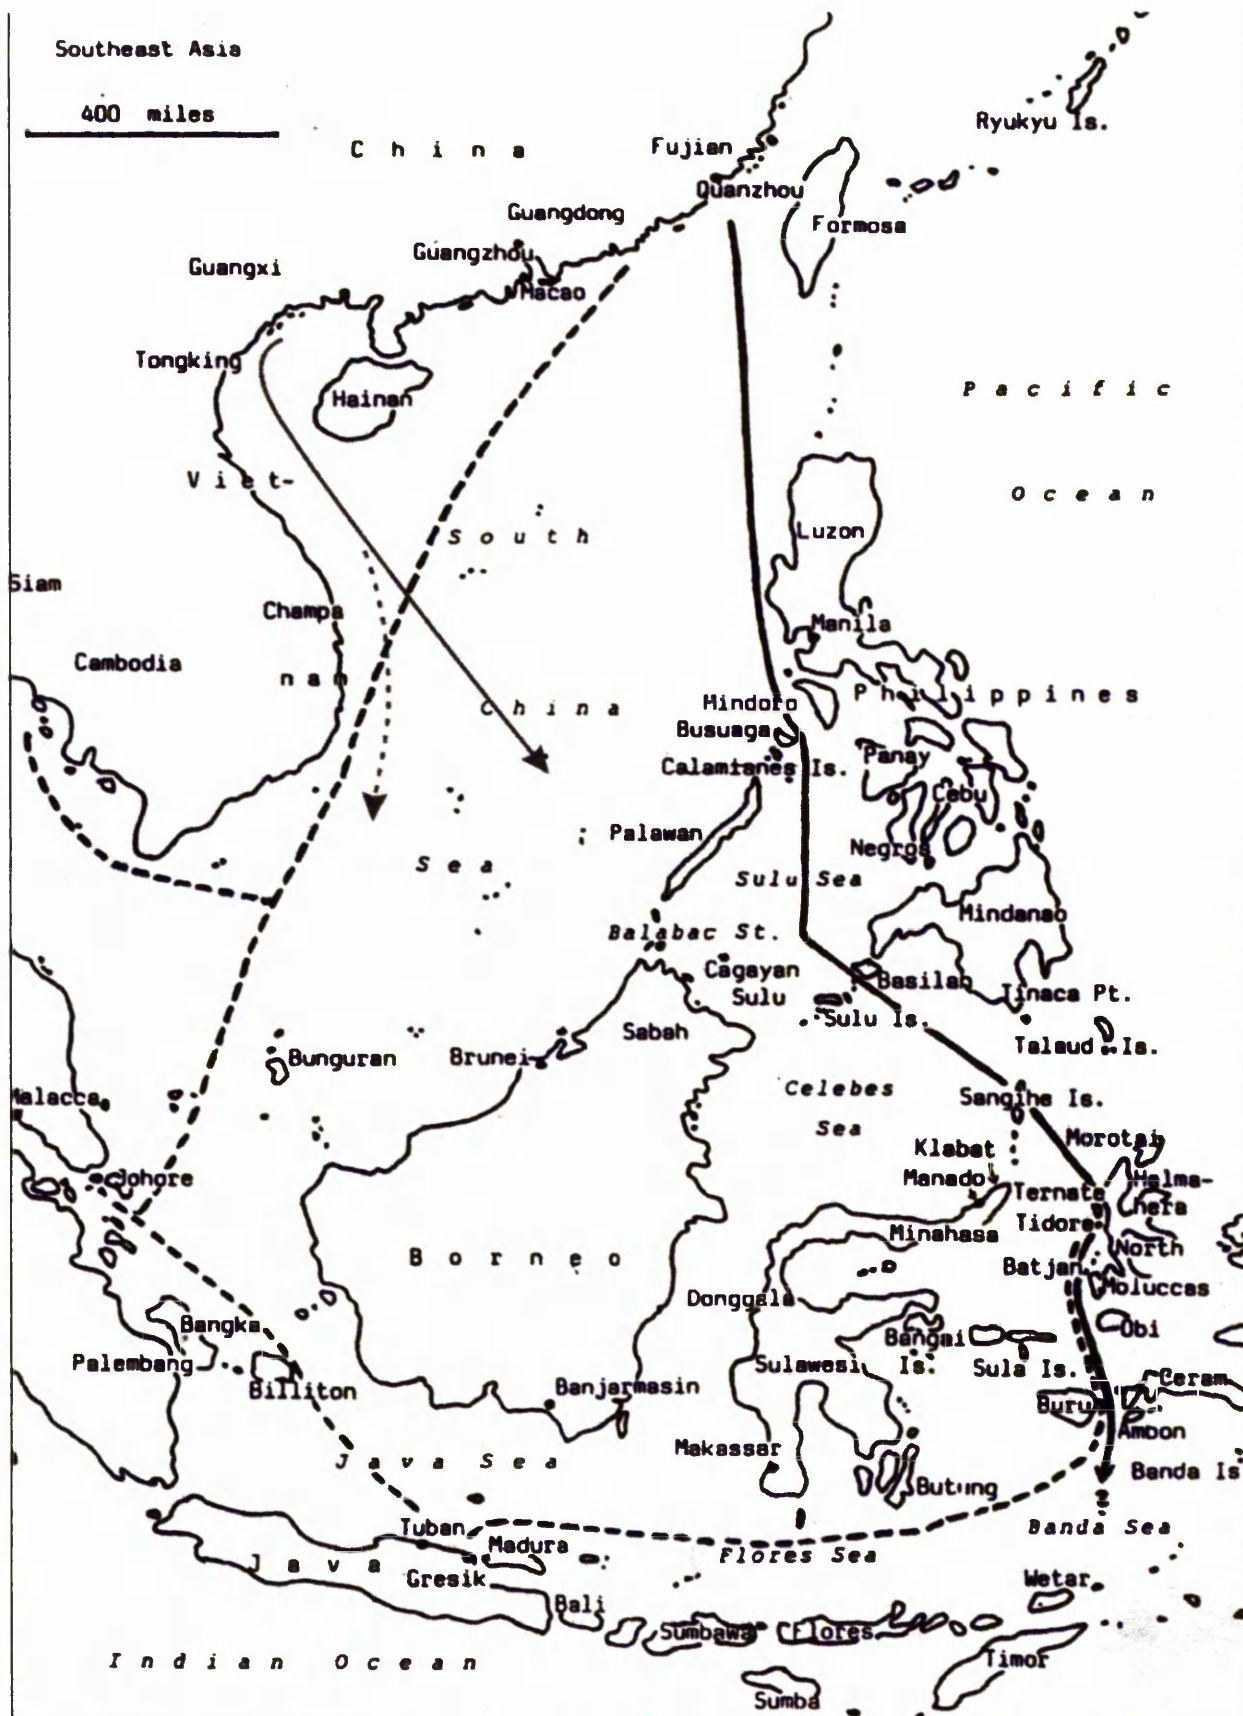 Southeast Asia
400 miles
China
Ryukyu Is.
Fujian
Quanzhou
Guangdong
Formosa
Guangzhou
Guangxi
Macao
Tongking
Hainan
Pacific
Viet-
Ocean
South
Luzon
Siam
Champa
Manila
Cambodia
nam
Philippines
Mindoro
China
Busuaga
Panay
Calamianes Is.
Cebu
Palawan
Negros
Sea
Sulu Sea
Mindanao
Balabac St.
Cagayan
Sulu
Basilan
Tinaca Pt.
Sulu Is.
Sabah
Talaud Is.
Bunguran
Brunei
Celebes
Sea
Malacca
Sangihe Is.
Morotai
Klabat
Johore
Manado
Ternate
Halma-
hera
Tidore
Minahasa
North
Moluccas
Borneo
Batjan
Donggala
Bangka
Bangai
Is.
Obi
Palembang
Sulawesi
Sula Is.
Billiton
Banjarmasin
Ceram
Buru
Ambon
Makassar
Java Sea
Banda Is
Butung
Tuban
Madura
Banda Sea
Java
Flores Sea
Gresik
Wetar
Bali
Sumbawa
Flores
Indian Ocean
Timor
Sumba